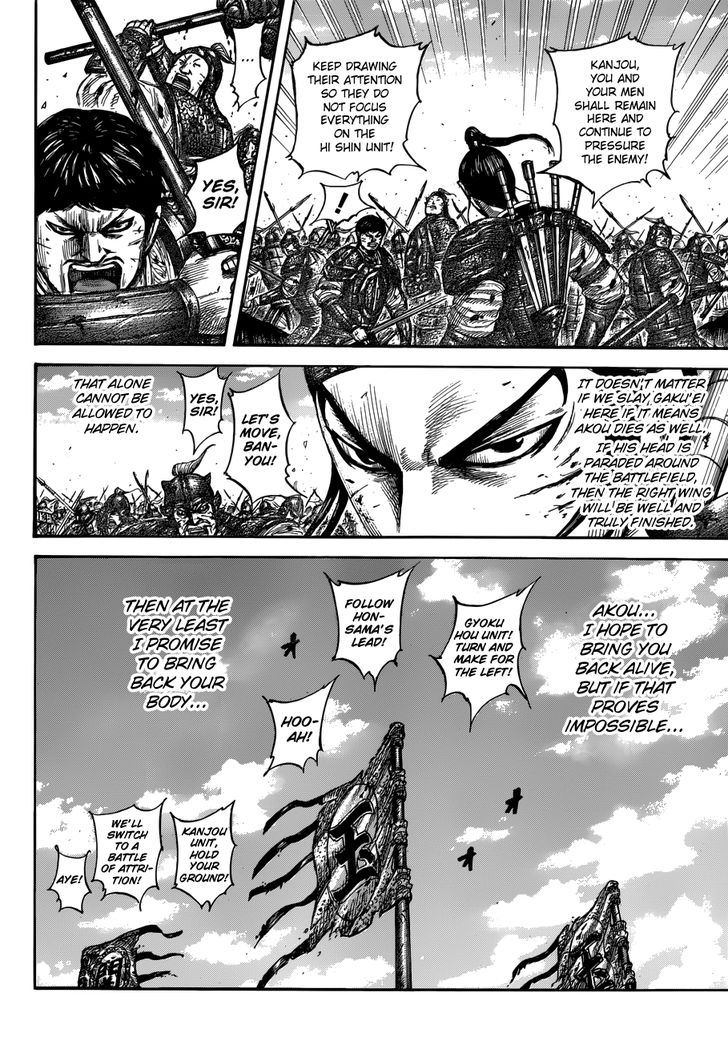 KANJOU,
YOU AND
YOUR MEN
SHALL REMAIN
HERE AND
CONTINUE TO
PRESSURE
THE ENEMY!
KEEP DRAWING
THEIR ATTENTION
SO THEY DO
NOT FOCUS
EVERYTHING
ON THE
HI SHIN UNIT!
!
YES,
SIR!
IT DOESN'T MATTER
IF WE SLAY GAKU'EI
HERE IF IT MEANS
AKOU DIES AS WELL.
IF HIS HEAD IS
PARADED AROUND
THE BATTLEFIELD,
THEN THE RIGHT WING
WILL BE WELL AND
TRULY FINISHED.
LET'S
MOVE,
BAN-
YOU!
YES,
SIR!
THAT ALONE
CANNOT BE
ALLOWED TO
HAPPEN.
AKOU...
I HOPE TO
BRING YOU
BACK ALIVE,
BUT IF THAT
PROVES
IMPOSSIBLE...
GYOKU
HOU UNIT!
TURN AND
MAKE FOR
THE LEFT!
FOLLOW
HON-
SAMA'S
LEAD!
HOO-
AH!
THEN AT THE
VERY LEAST
I PROMISE
TO BRING
BACK YOUR
BODY...
KANJOU
UNIT,
HOLD
YOUR
GROUND!
WE'LL
SWITCH
TO A
BATTLE
OF ATTRI-
TION!
AYE!
王
王
関